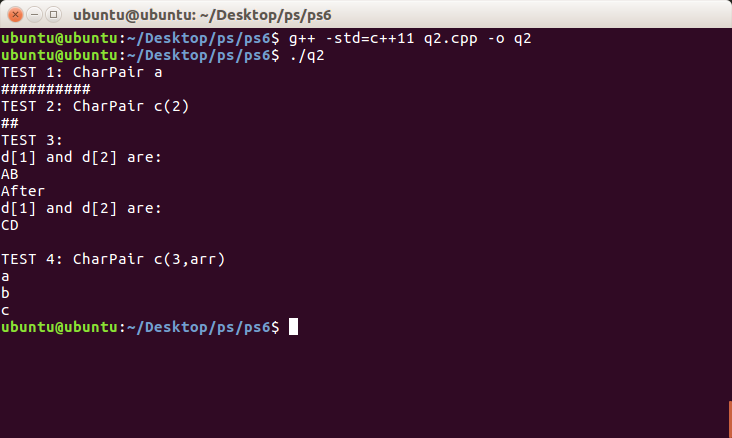 ubuntu@ubuntu: ~/Desktop/ps/ps6
ubuntu@ubuntu:~/Desktop/ps/ps6$ g++ -std=c++11 q2.cpp -o q2
ubuntu@ubuntu:~/Desktop/ps/ps6$ ./q2
TEST 1: CharPair a
##########
TEST 2: CharPair c(2)
##
TEST 3:
d[1] and d[2] are:
AB
After
d[1] and d[2] are:
CD
TEST 4: CharPair c(3,arr)
a
b
c
ubuntu@ubuntu:~/Desktop/ps/ps6$